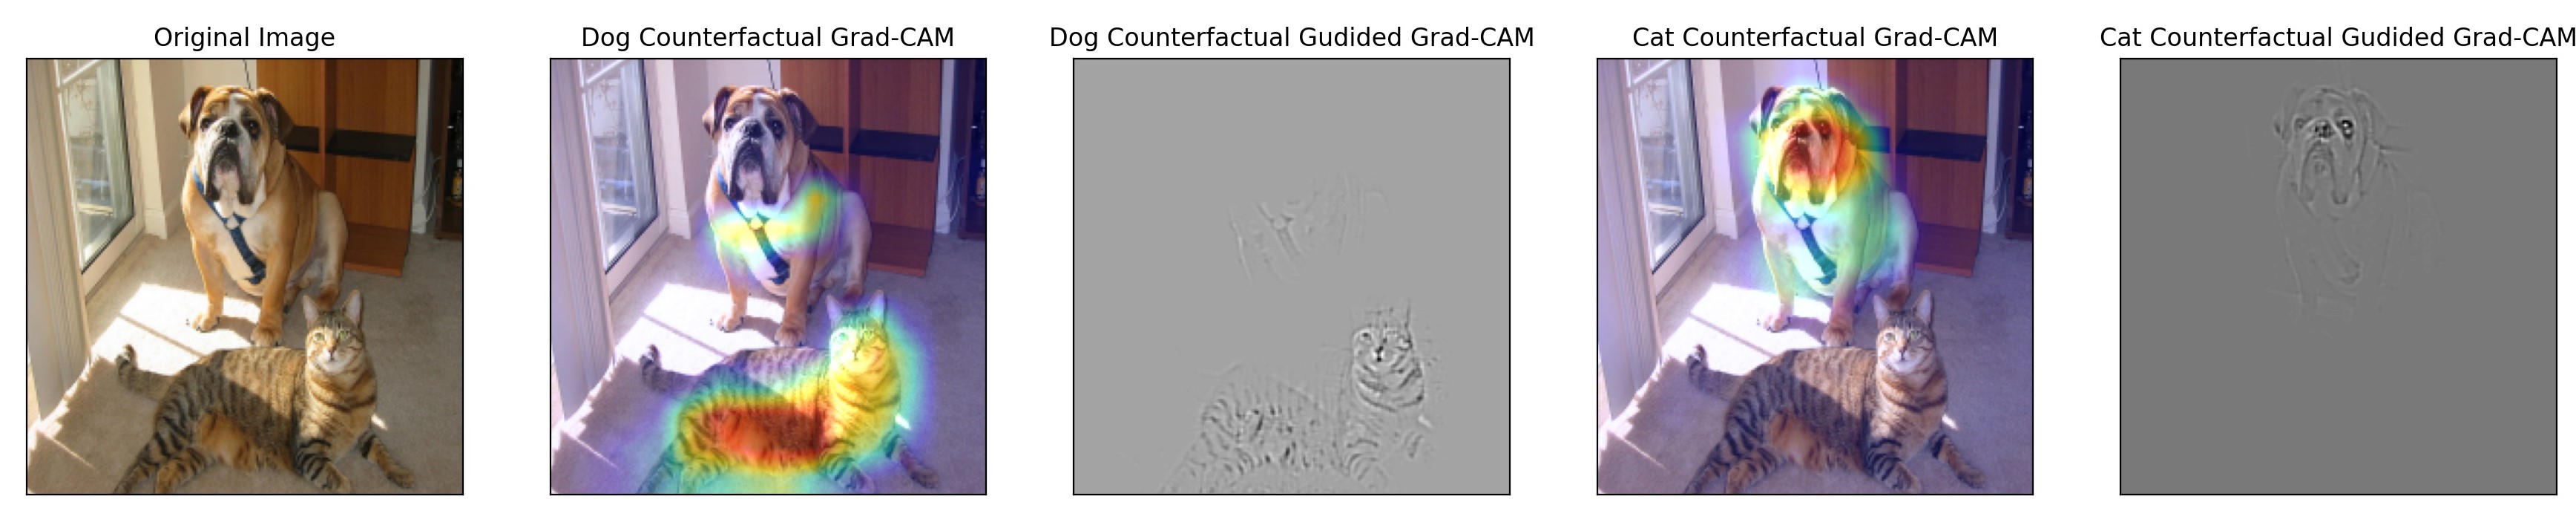 Original Image
Dog Counterfactual Grad-CAM
Dog Counterfactual Gudided Grad-CAM
Cat Counterfactual Grad-CAM
Cat Counterfactual Gudided Grad-CAM